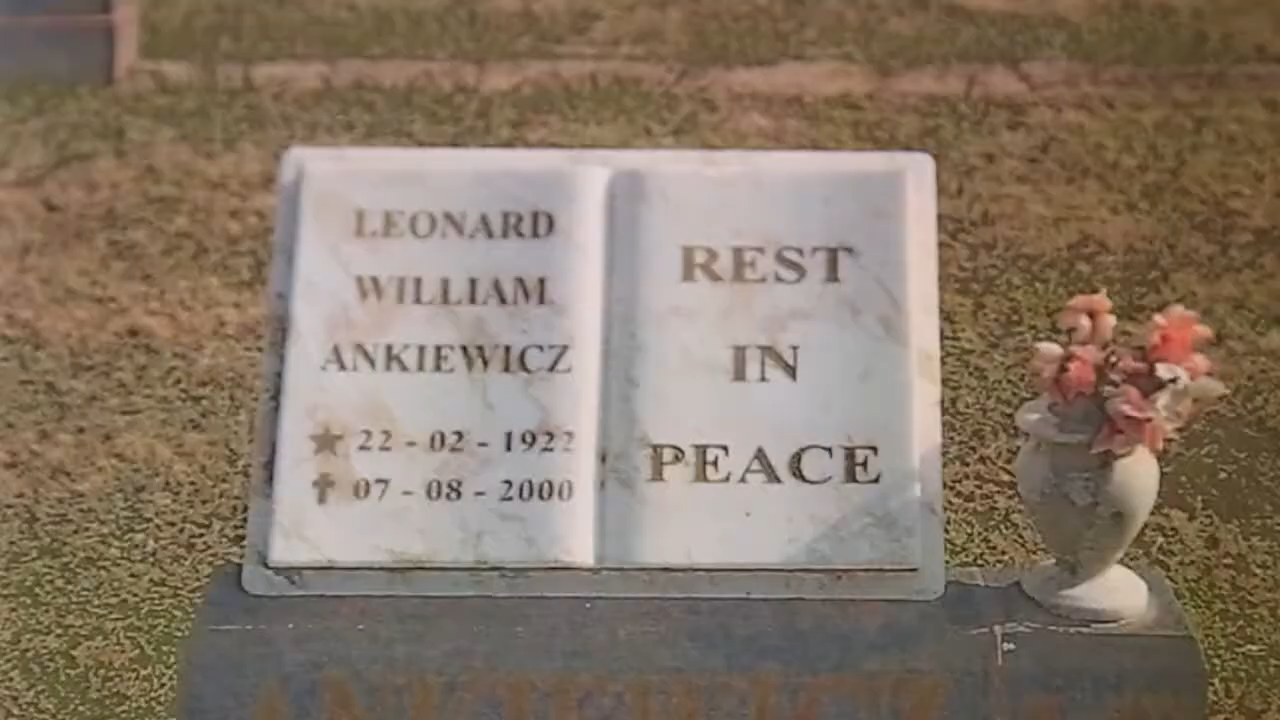 LEONARD
WILLIAM
ANKIEWICZ
22 - 02 - 1922
07 - 08 - 2000
REST
IN
PEACE